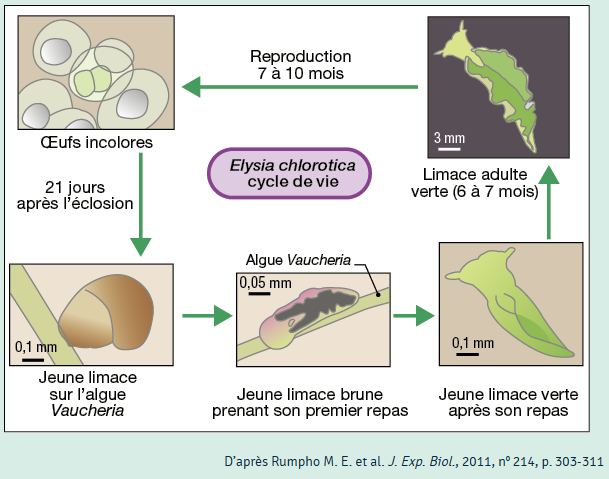 Reproduction
7 à 10 mois
3 mm
Œufs incolores
Elysia chlorotica
cycle de vie
Limace adulte
verte (6 à 7 mois)
21 jours
après l'éclosion
Algue Vaucheria
0,05 mm
0,1 mm
0,1 mm
Jeune limace
sur l'algue
Vaucheria
Jeune limace brune
prenant son premier repas
Jeune limace verte
après son repas
D'après Rumpho M. E. et al. J. Exp. Biol., 2011, nº 214, p. 303-311